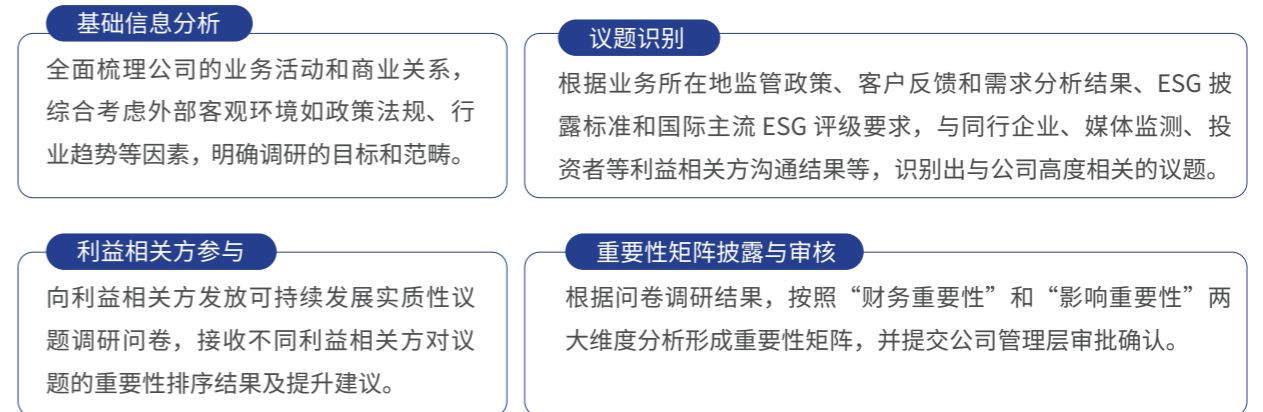 基础信息分析
全面梳理公司的业务活动和商业关系，
综合考虑外部客观环境如政策法规、行
业趋势等因素，明确调研的目标和范畴。
议题识别
根据业务所在地监管政策、客户反馈和需求分析结果、ESG 披
露标准和国际主流 ESG 评级要求，与同行企业、媒体监测、投
资者等利益相关方沟通结果等，识别出与公司高度相关的议题。
利益相关方参与
向利益相关方发放可持续发展实质性议
题调研问卷，接收不同利益相关方对议
题的重要性排序结果及提升建议。
重要性矩阵披露与审核
根据问卷调研结果，按照“财务重要性”和“影响重要性”两
大维度分析形成重要性矩阵，并提交公司管理层审批确认。